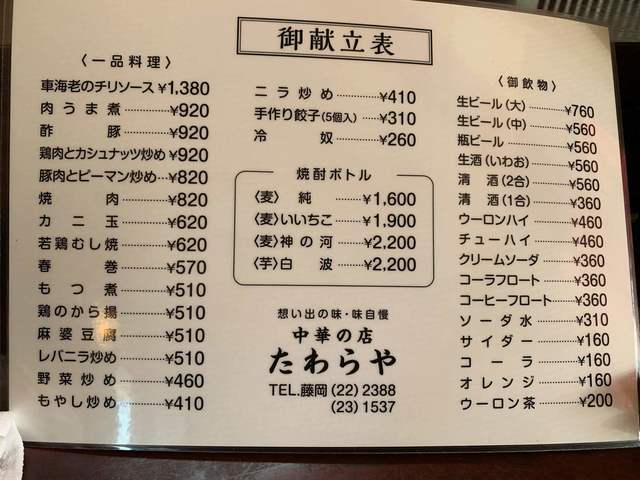 御献立表
〈一品料理〉
車海老のチリソース ¥1,380
肉うま煮 ¥920
酢豚 ¥920
鶏肉とカシュナッツ炒め ¥920
豚肉とピーマン炒め ¥820
焼肉 ¥820
カニ玉 ¥620
若鶏むし焼 ¥620
春巻 ¥570
もつ煮 ¥510
鶏のから揚 ¥510
麻婆豆腐 ¥510
レバニラ炒め ¥510
野菜炒め ¥460
もやし炒め ¥410
ニラ炒め ¥410
手作り餃子(5個入) ¥310
冷奴 ¥260
焼酎ボトル
〈麦〉純 ¥1,600
〈麦〉いいちこ ¥1,900
〈麦〉神の河 ¥2,200
〈芋〉白波 ¥2,200
想い出の味・味自慢
中華の店
たわらや
TEL.藤岡(22)2388
(23)1537
〈御飲物〉
生ビール(大) ¥760
生ビール(中) ¥560
瓶ビール ¥560
生酒(いわお) ¥560
清酒(2合) ¥560
清酒(1合) ¥360
ウーロンハイ ¥460
チューハイ ¥460
クリームソーダ ¥360
コーラフロート ¥360
コーヒーフロート ¥360
ソーダ水 ¥310
サイダー ¥160
コーラ ¥160
オレンジ ¥160
ウーロン茶 ¥200